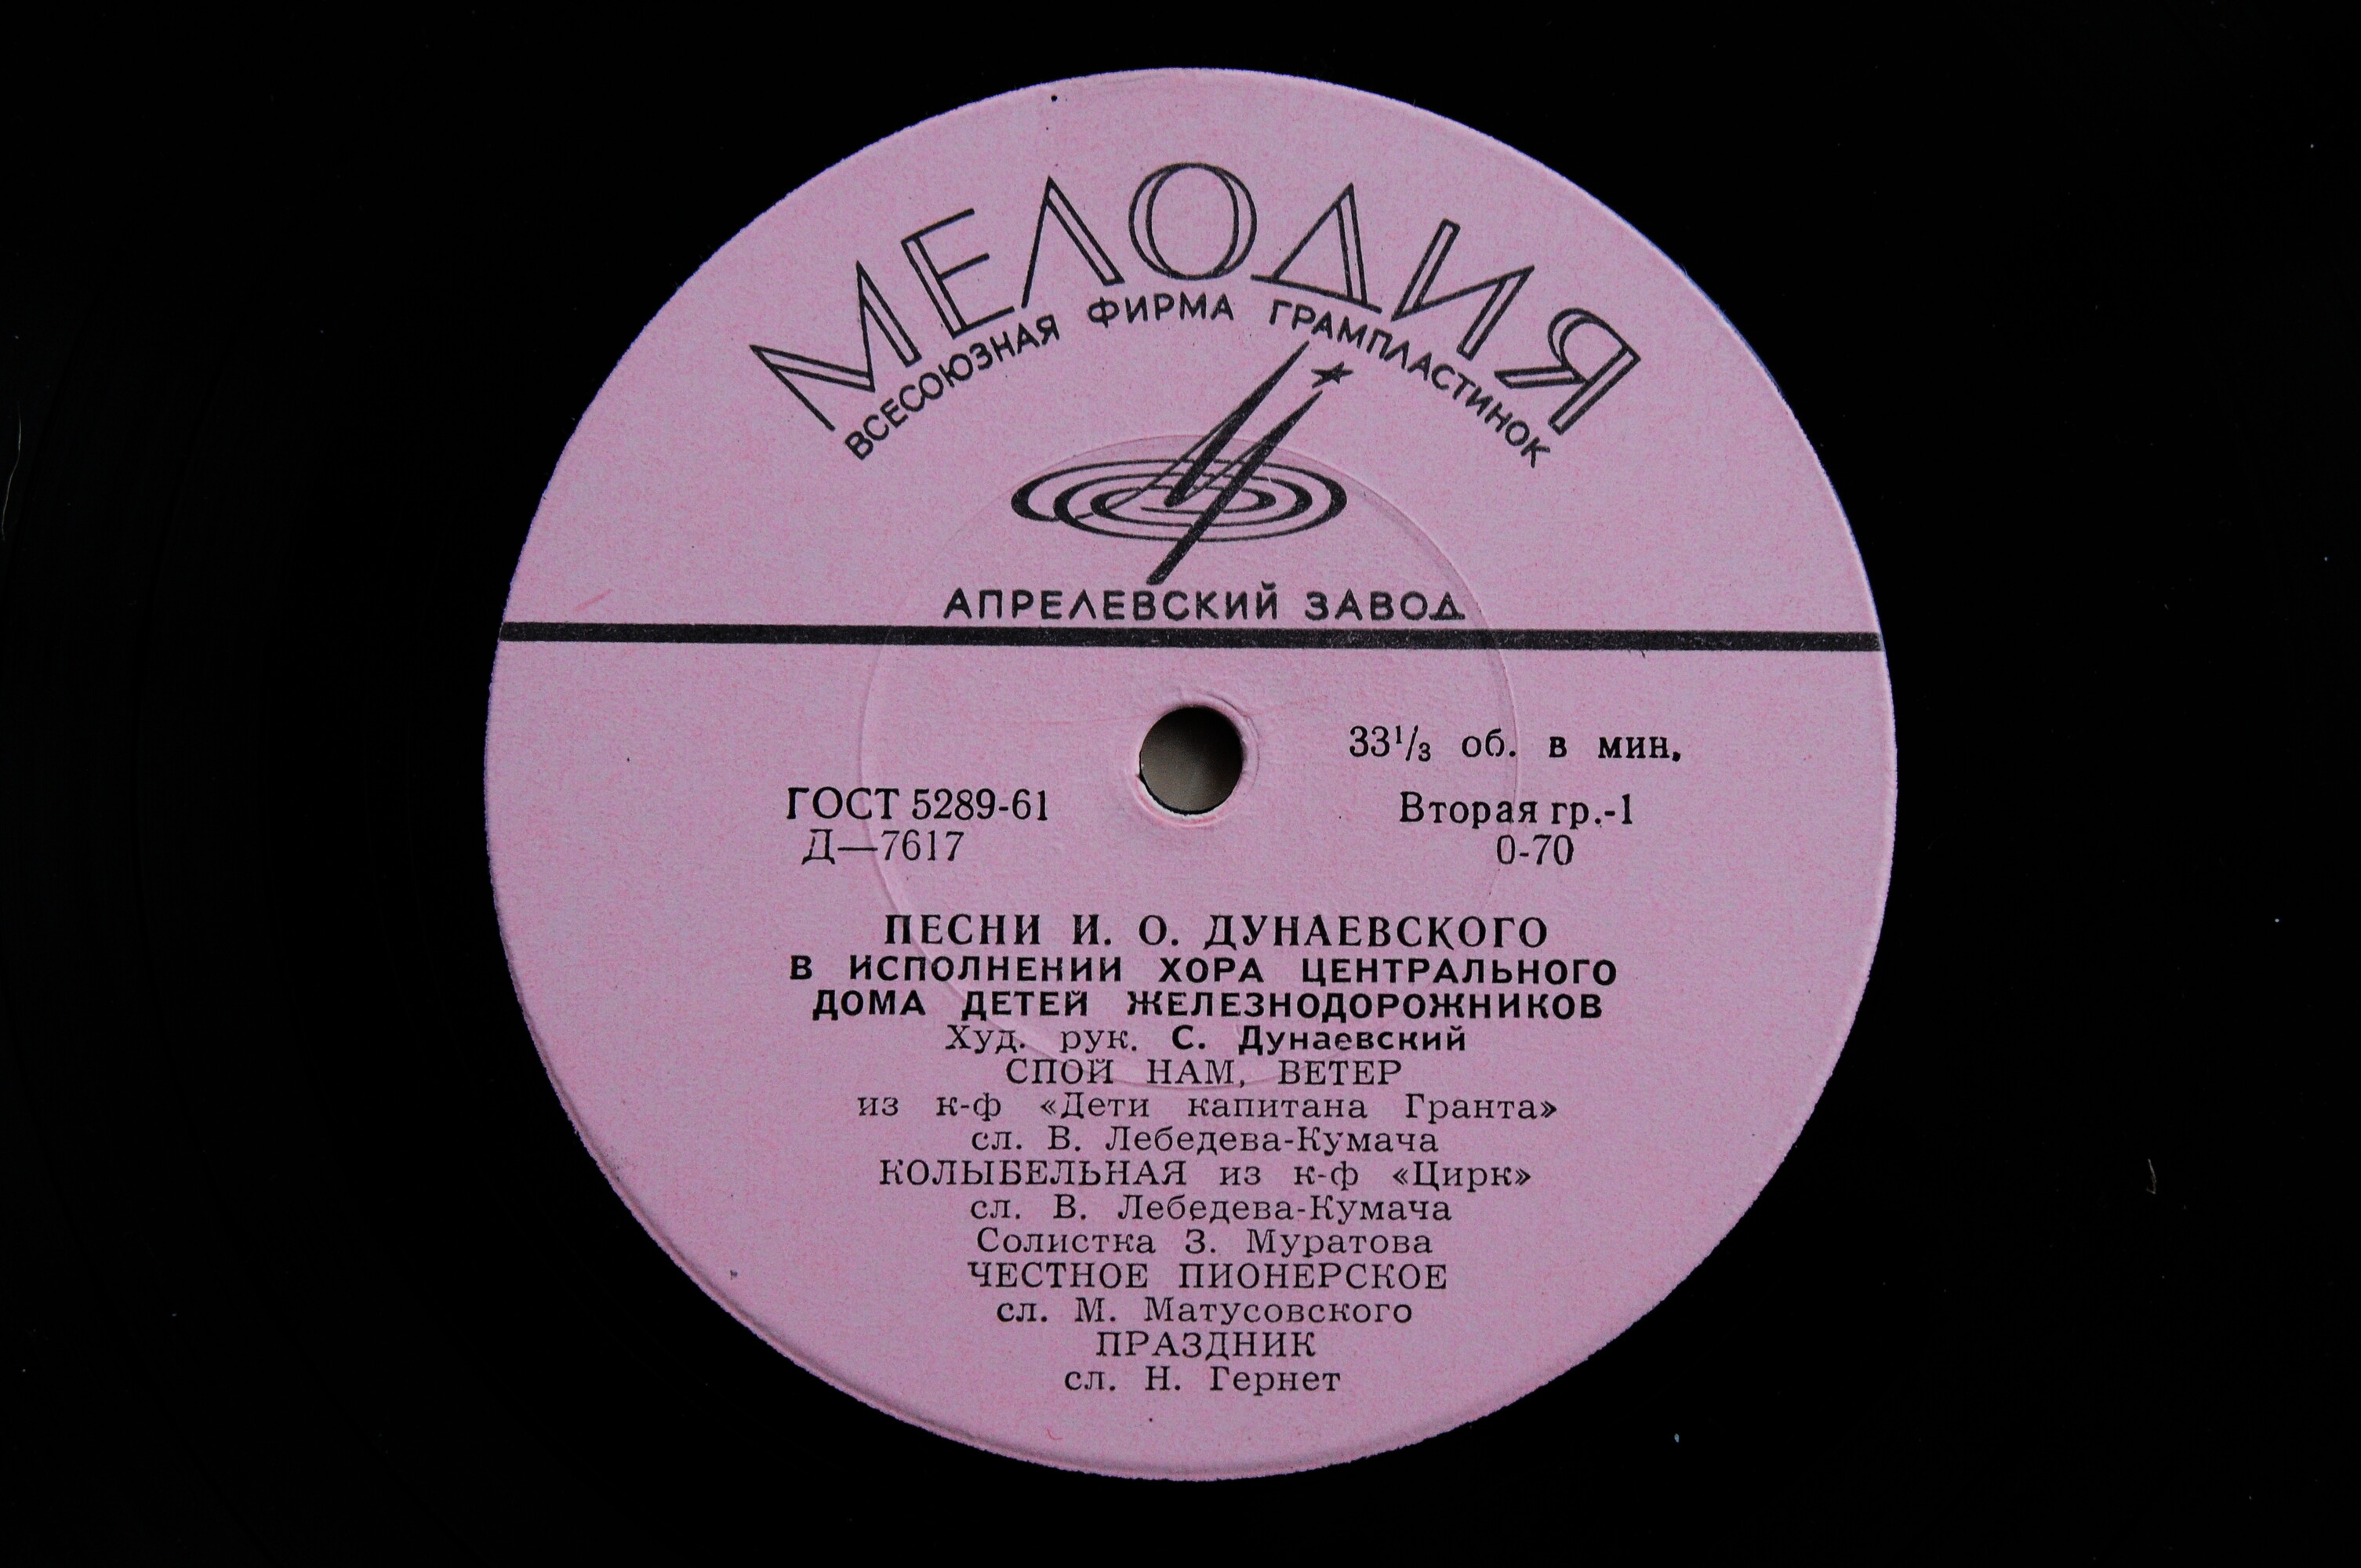 МЕЛОДИЯ
ВСЕСОЮЗНАЯ ФИРМА ГРАМПЛАСТИНОК
АПРЕЛЕВСКИЙ ЗАВОД
33¹/₃ об. в мин.
ГОСТ 5289-61 Вторая гр.-1
Д—7617 0-70
ПЕСНИ И. О. ДУНАЕВСКОГО
В ИСПОЛНЕНИИ ХОРА ЦЕНТРАЛЬНОГО
ДОМА ДЕТЕЙ ЖЕЛЕЗНОДОРОЖНИКОВ
Худ. рук. С. Дунаевский
СПОЙ НАМ, ВЕТЕР
из к-ф «Дети капитана Гранта»
сл. В. Лебедева-Кумача
КОЛЫБЕЛЬНАЯ из к-ф «Цирк»
сл. В. Лебедева-Кумача
Солистка З. Муратова
ЧЕСТНОЕ ПИОНЕРСКОЕ
сл. М. Матусовского
ПРАЗДНИК
сл. Н. Гернет